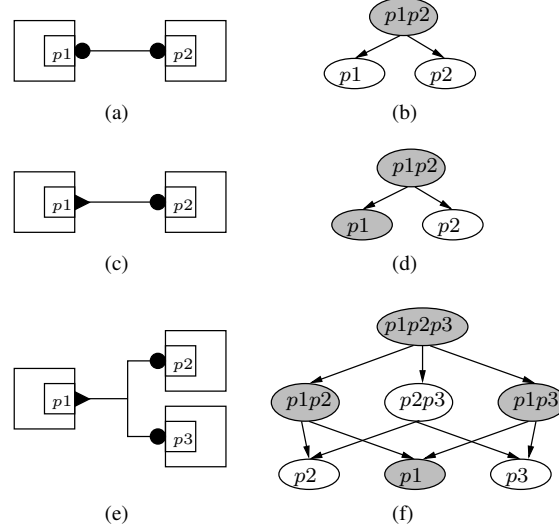 p1 p2 p1p2
p1 p2
(a) (b)
p1 p2 p1p2
p1 p2
(c) (d)
p1p2p3
p2
p1 p1p2 p2p3 p1p3
p3 p2 p1 p3
(e) (f)